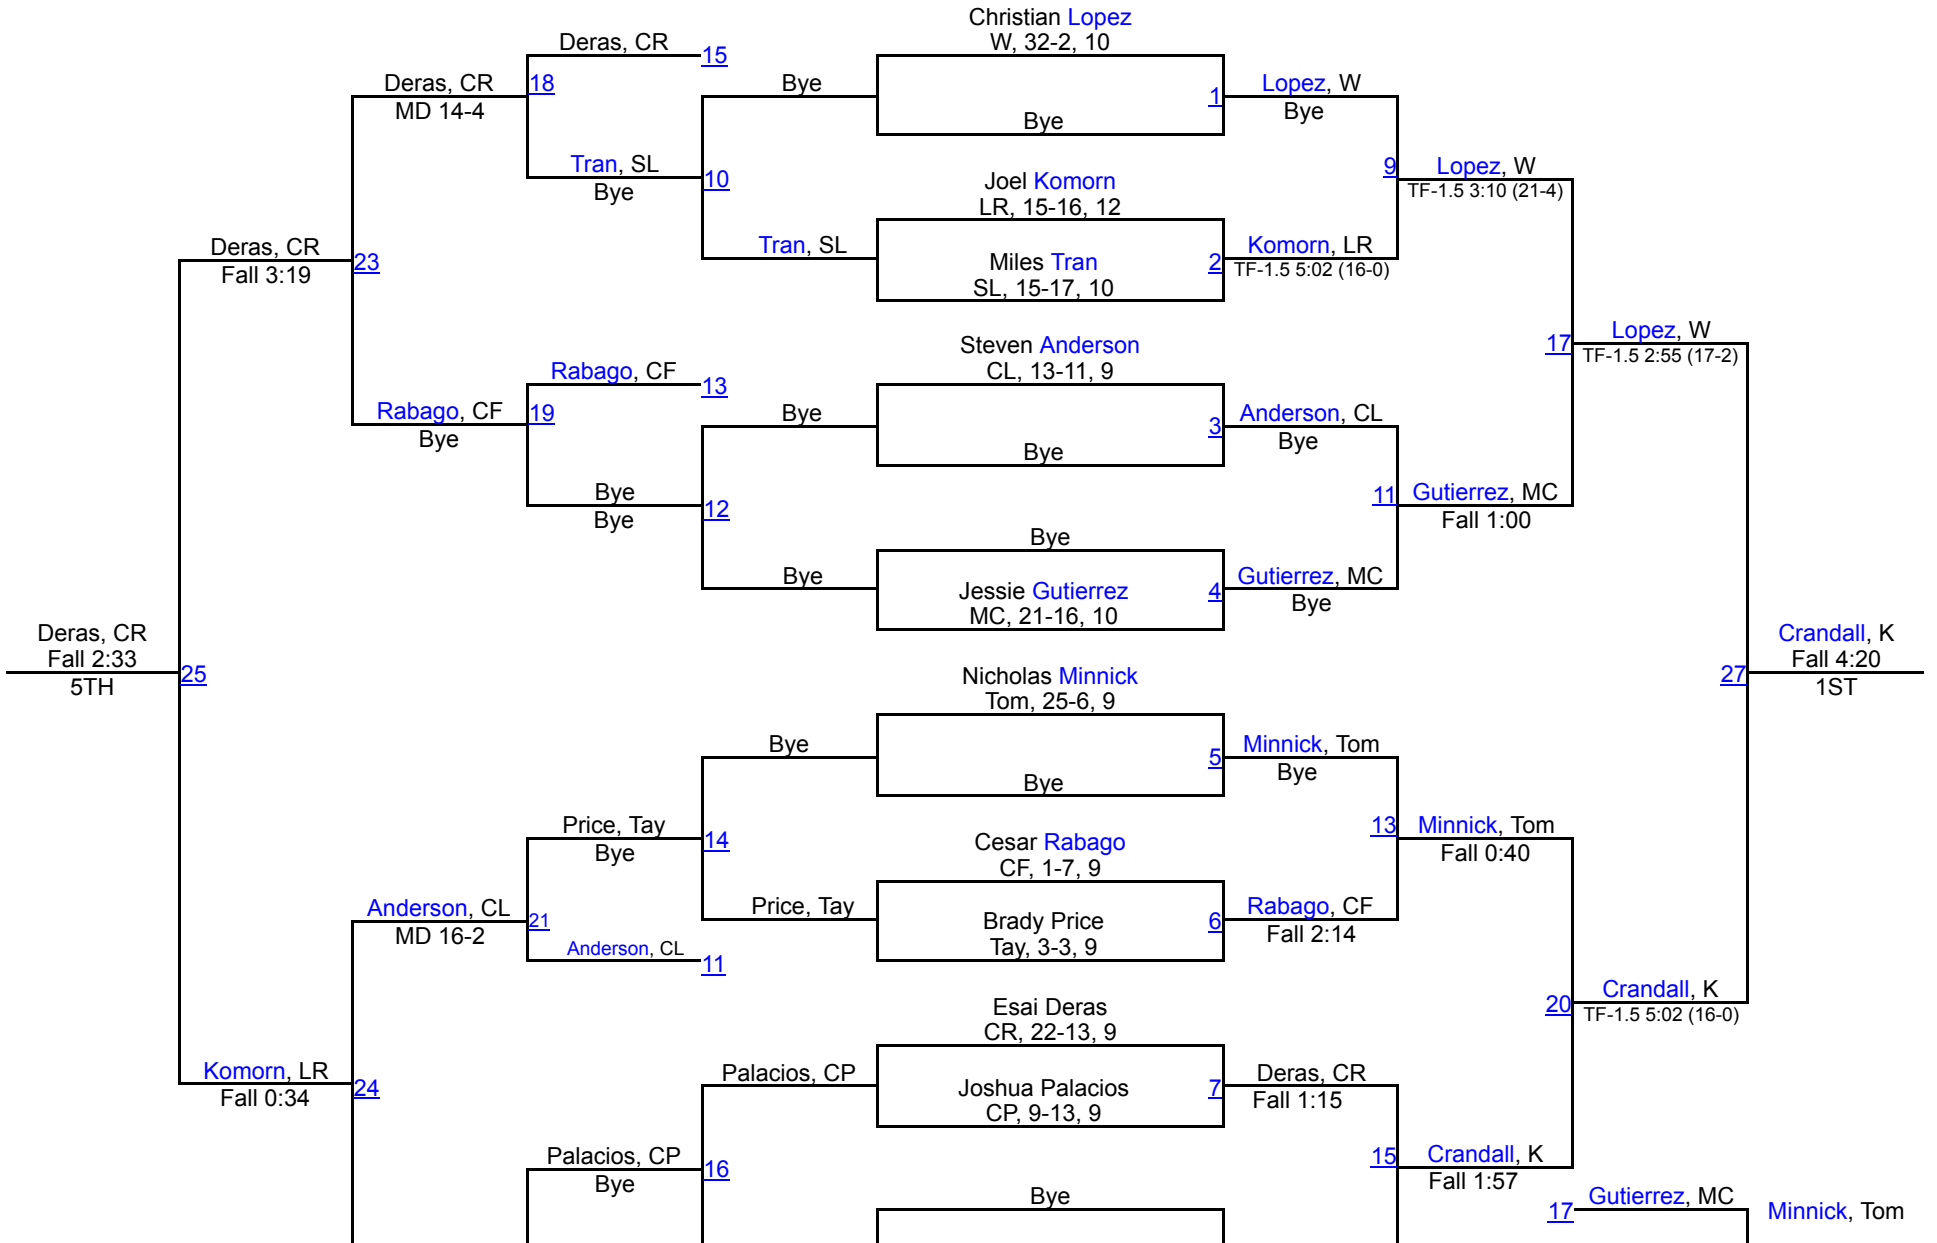 Christian Lopez
W, 32-2, 10
Deras, CR
15
Deras, CR
18
MD 14-4
Bye
1
Lopez, W
Bye
Bye
Tran, SL
10
Bye
Joel Komorn
LR, 15-16, 12
9
Lopez, W
TF-1.5 3:10 (21-4)
Deras, CR
23
Fall 3:19
Tran, SL
Miles Tran
SL, 15-17, 10
2
Komorn, LR
TF-1.5 5:02 (16-0)
Steven Anderson
CL, 13-11, 9
17
Lopez, W
TF-1.5 2:55 (17-2)
Rabago, CF
13
Rabago, CF
19
Bye
Bye
3
Anderson, CL
Bye
Bye
Bye
Bye
12
11
Gutierrez, MC
Fall 1:00
Bye
Bye
Jessie Gutierrez
MC, 21-16, 10
4
Gutierrez, MC
Bye
Deras, CR
Fall 2:33
5TH
25
Nicholas Minnick
Tom, 25-6, 9
27
Crandall, K
Fall 4:20
1ST
Bye
5
Minnick, Tom
Bye
Bye
Price, Tay
14
Bye
Cesar Rabago
CF, 1-7, 9
13
Minnick, Tom
Fall 0:40
Anderson, CL
21
MD 16-2
Price, Tay
Brady Price
Tay, 3-3, 9
6
Rabago, CF
Fall 2:14
Anderson, CL
11
Esai Deras
CR, 22-13, 9
20
Crandall, K
TF-1.5 5:02 (16-0)
Komorn, LR
24
Fall 0:34
Palacios, CP
Joshua Palacios
CP, 9-13, 9
7
Deras, CR
Fall 1:15
Palacios, CP
16
Bye
15
Crandall, K
Fall 1:57
Bye
17
Gutierrez, MC
Minnick, Tom